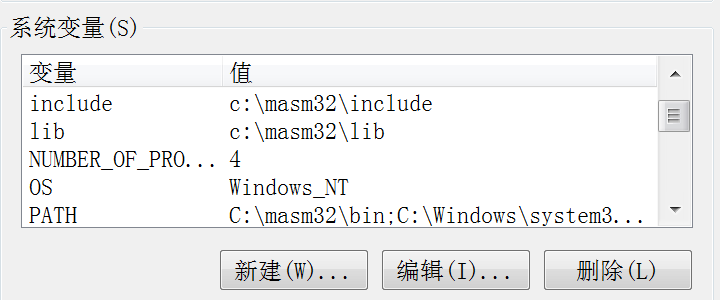 系统变量(S)
变量 值
include c:\masm32\include
lib c:\masm32\lib
NUMBER_OF_PRO... 4
OS Windows_NT
PATH C:\masm32\bin;C:\Windows\system3...
新建(W)... 编辑(I)... 删除(L)